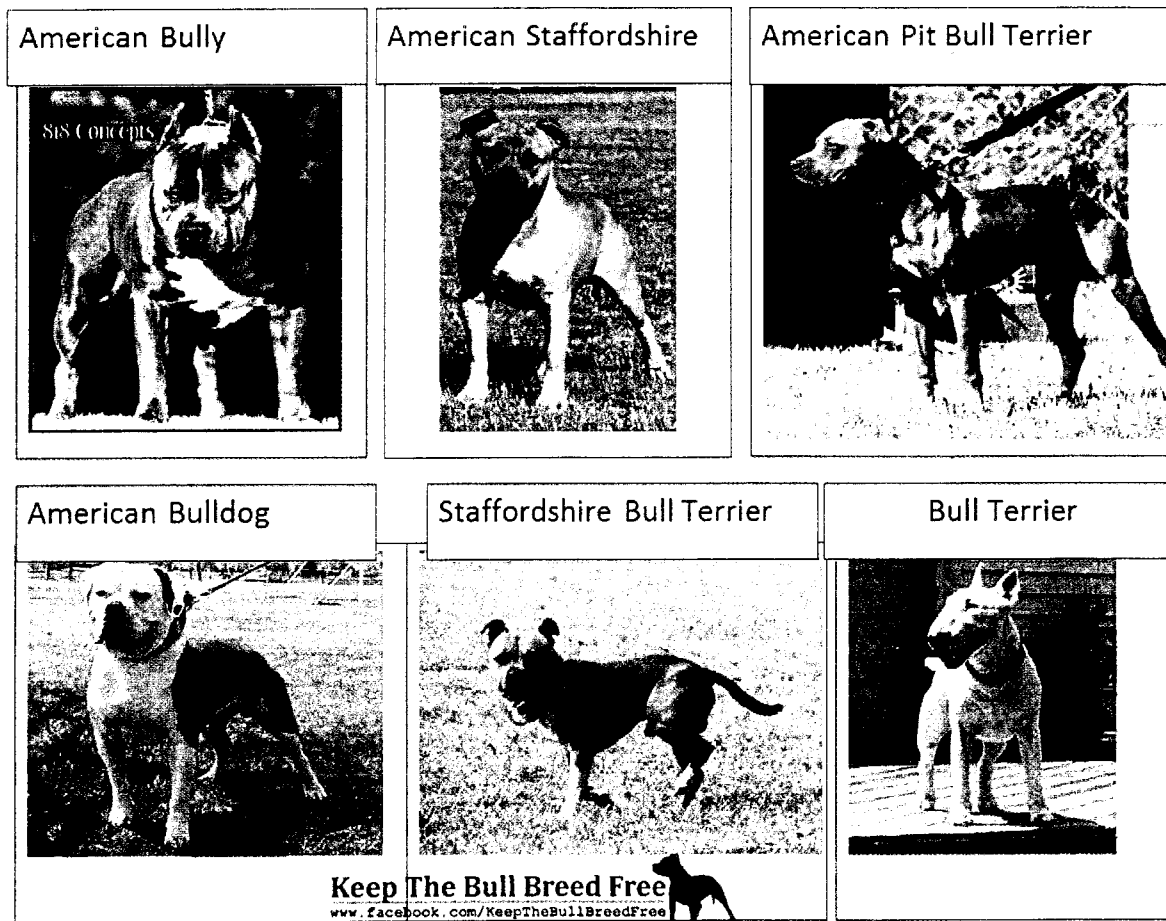 American Bully
American Staffordshire
American Pit Bull Terrier
818 Concepts
American Bulldog
Staffordshire Bull Terrier
Bull Terrier
Keep The Bull Breed Free
www.facebook.com/KeepTheBullBreedFree